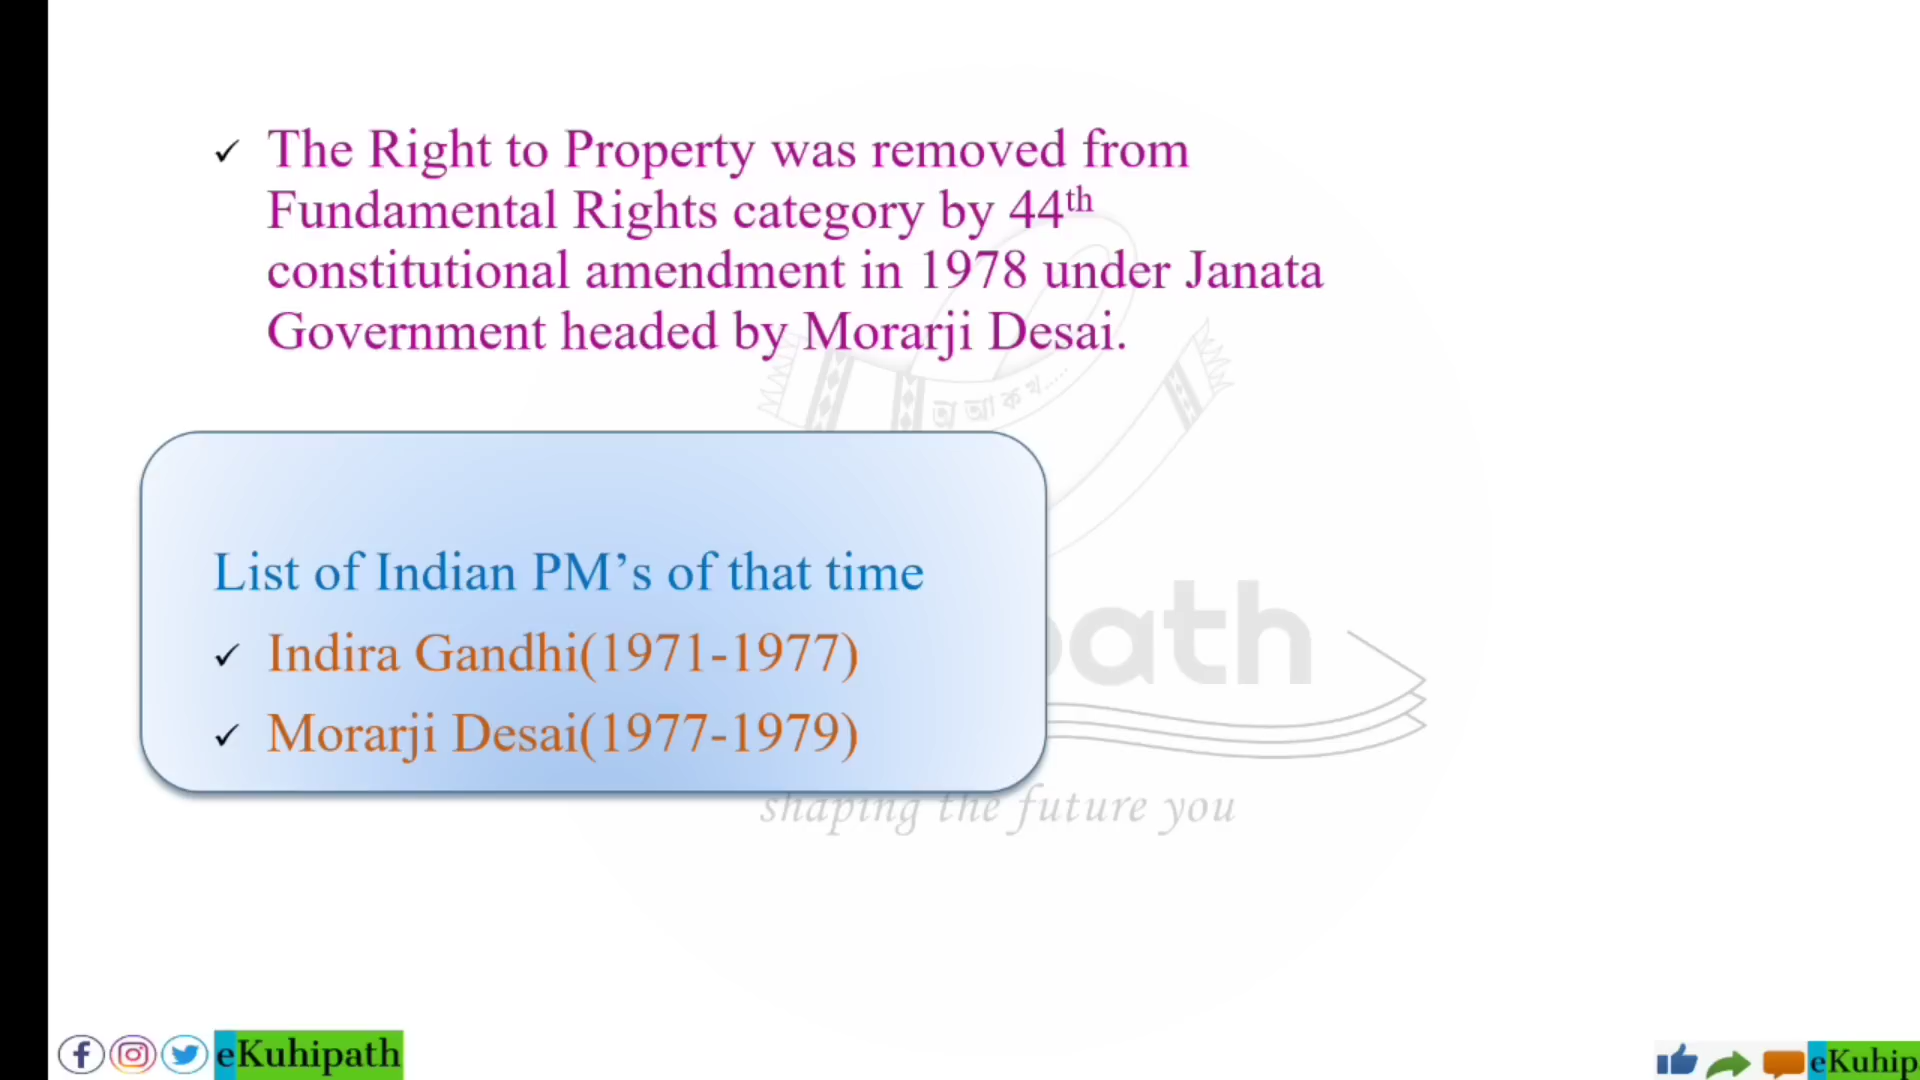 ✓ The Right to Property was removed from
Fundamental Rights category by 44th
constitutional amendment in 1978 under Janata
Government headed by Morarji Desai.
অ আ ক খ.....
List of Indian PM’s of that time
✓ Indira Gandhi(1971-1977)
✓ Morarji Desai(1977-1979)
path
shaping the future you
eKuhipath
eKuhip